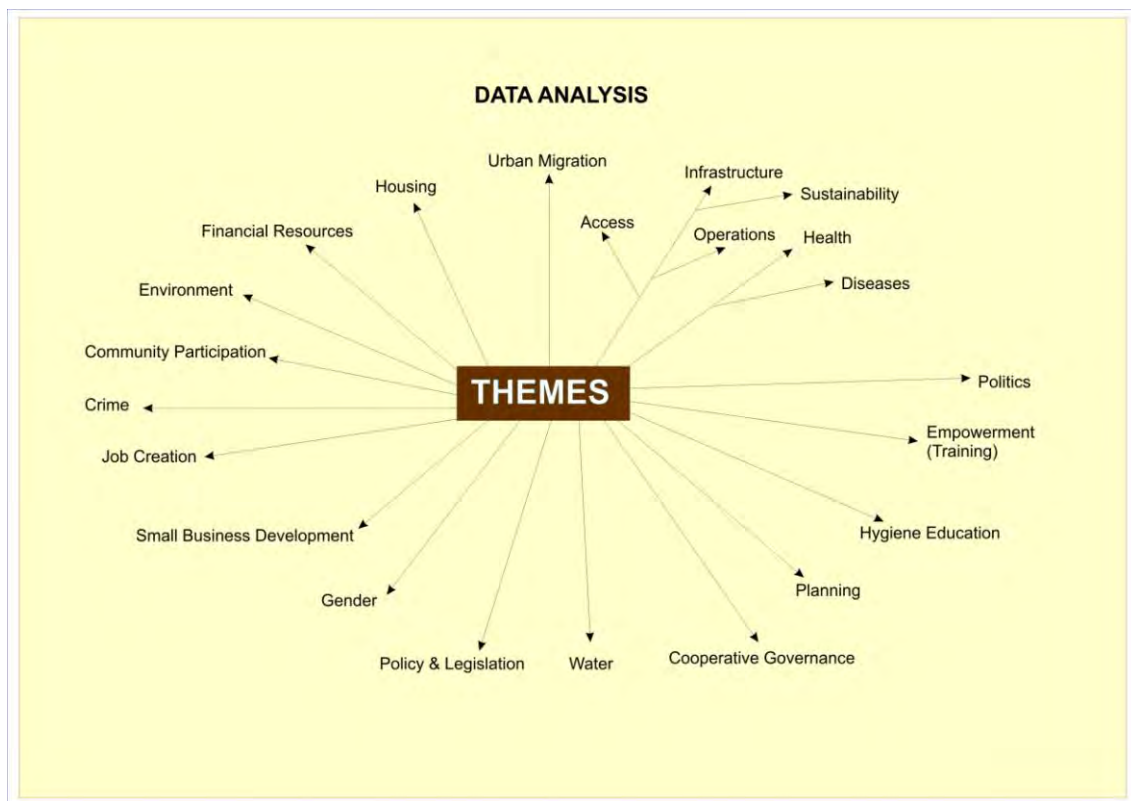 DATA ANALYSIS
Urban Migration
Infrastructure
Housing
Sustainability
Access
Financial Resources
Operations
Health
Environment
Diseases
Community Participation
THEMES
Politics
Crime
Empowerment
(Training)
Job Creation
Small Business Development
Hygiene Education
Gender
Planning
Policy & Legislation
Water
Cooperative Governance